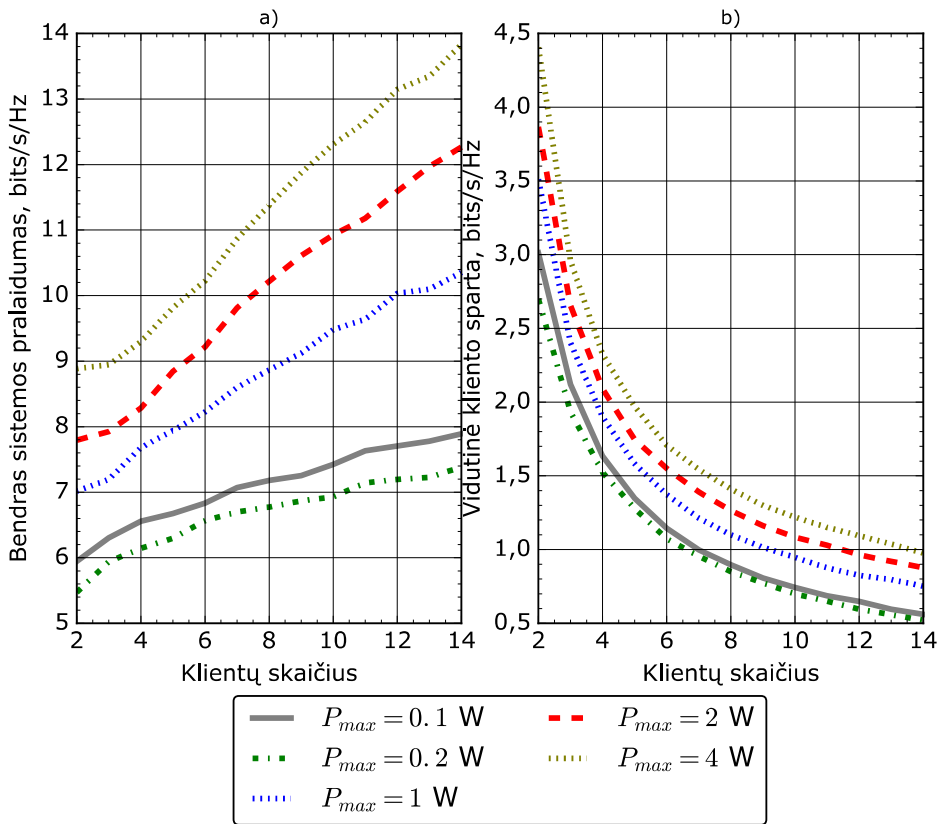 a)
Bendras sistemos pralaidumas, bits/s/Hz
14
13
12
11
10
9
8
7
6
5
2 4 6 8 10 12 14
Klientų skaičius
b)
Vidutinė kliento sparta, bits/s/Hz
4,5
4,0
3,5
3,0
2,5
2,0
1,5
1,0
0,5
2 4 6 8 10 12 14
Klientų skaičius
P_max = 0.1 W
P_max = 0.2 W
P_max = 1 W
P_max = 2 W
P_max = 4 W